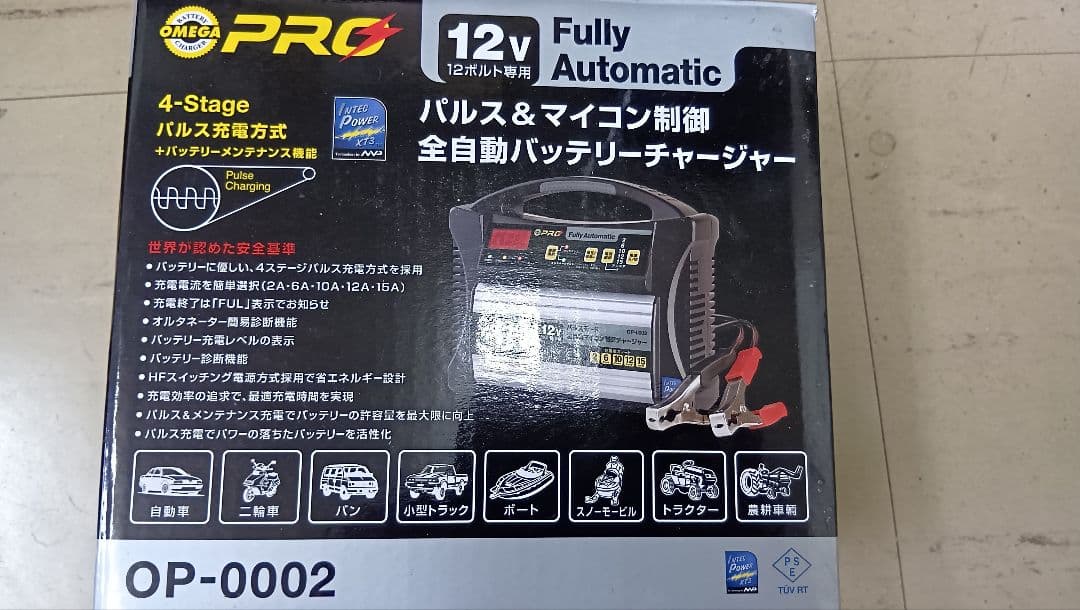 BATTERY
OMEGA
CHARGER
PRO
12V
12ボルト専用
Fully
Automatic
4-Stage
パルス充電方式
+バッテリーメンテナンス機能
INTEC
POWER
XT3
パルス&マイコン制御
全自動バッテリーチャージャー
Pulse
Charging
世界が認めた安全基準
•バッテリーに優しい、4ステージパルス充電方式を採用
•充電電流を簡単選択(2A・6A・10A・12A・15A)
•充電終了は「FUL」表示でお知らせ
•オルタネーター簡易診断機能
•バッテリー充電レベルの表示
•バッテリー診断機能
•HFスイッチング電源方式採用で省エネルギー設計
•充電効率の追求で、最適充電時間を実現
•パルス&メンテナンス充電でバッテリーの許容量を最大限に向上
•パルス充電でパワーの落ちたバッテリーを活性化
PRO
Fully Automatic
12V
OP-0002
2 6 10 12 15
自動車
二輪車
バン
小型トラック
ボート
スノーモービル
トラクター
農耕車輌
OP-0002
INTEC
POWER
XT3
PS
E
TÜV RT